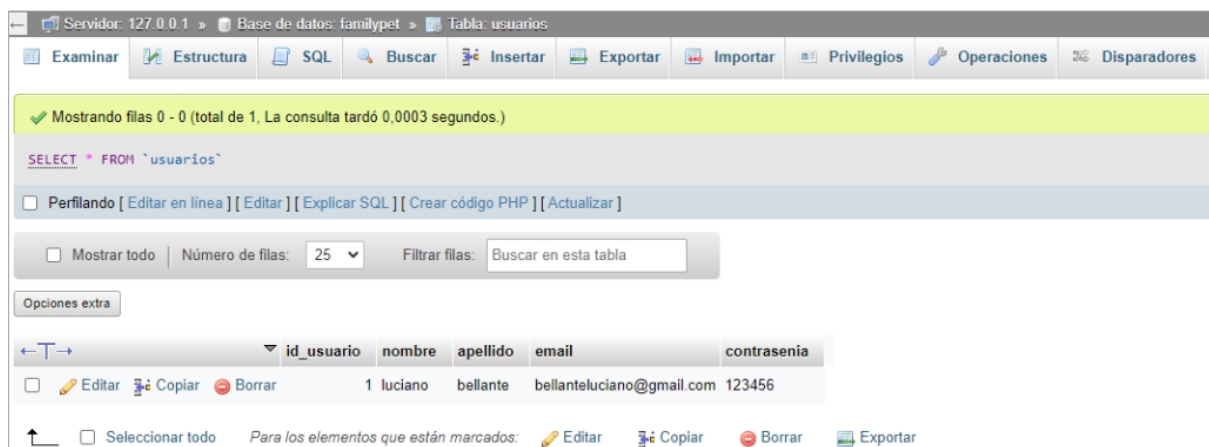 Servidor: 127.0.0.1 » Base de datos: familypet » Tabla: usuarios
Examinar Estructura SQL Buscar Insertar Exportar Importar Privilegios Operaciones Disparadores
Mostrando filas 0 - 0 (total de 1, La consulta tardó 0,0003 segundos.)
SELECT * FROM `usuarios`
Perfilando [ Editar en línea ] [ Editar ] [ Explicar SQL ] [ Crear código PHP ] [ Actualizar ]
Mostrar todo | Número de filas: 25 Filtrar filas: Buscar en esta tabla
Opciones extra
←T→ id_usuario nombre apellido email contrasenia
Editar Copiar Borrar 1 luciano bellante bellanteluciano@gmail.com 123456
Seleccionar todo Para los elementos que están marcados: Editar Copiar Borrar Exportar